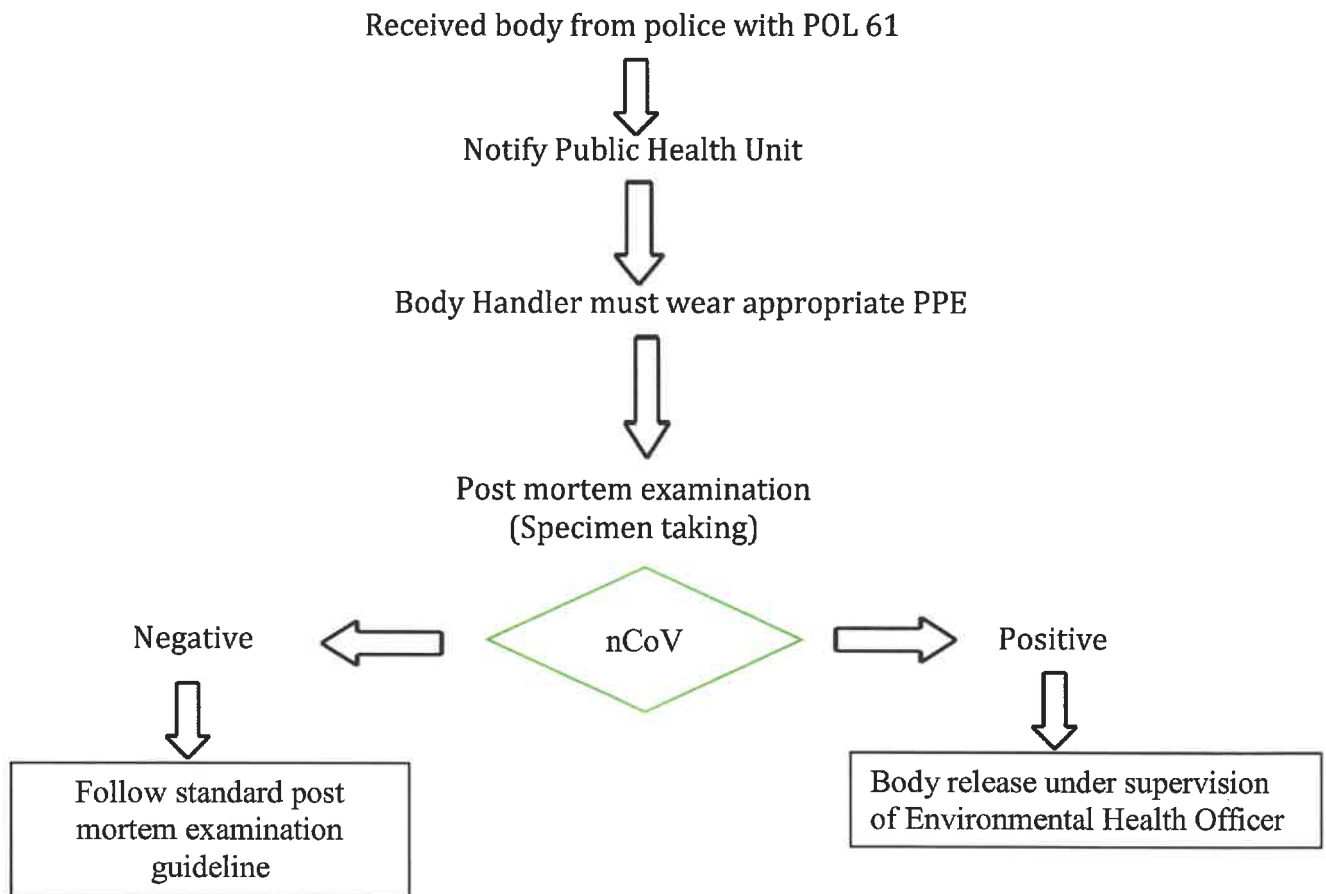 Received body from police with POL 61
Notify Public Health Unit
Body Handler must wear appropriate PPE
Post mortem examination
(Specimen taking)
Negative
nCoV
Positive
Follow standard post
mortem examination
guideline
Body release under supervision
of Environmental Health Officer